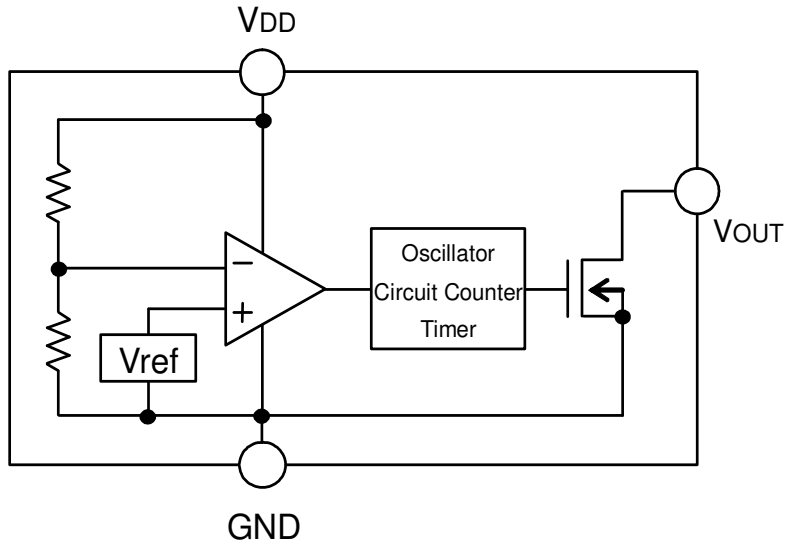 VDD
VOUT
−
+
Oscillator
Circuit Counter
Timer
Vref
GND